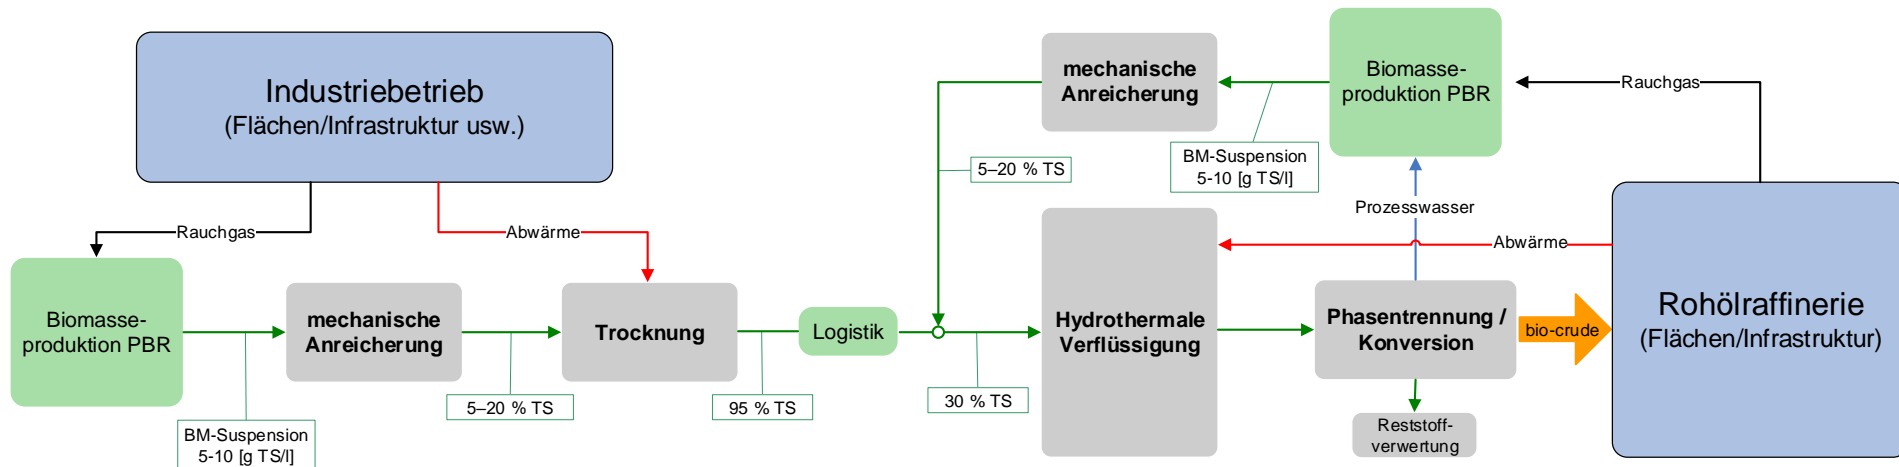 Industriebetrieb
(Flächen/Infrastruktur usw.)
Rauchgas
Abwärme
Biomasse-
produktion PBR
BM-Suspension
5-10 [g TS/l]
mechanische
Anreicherung
5–20 % TS
Trocknung
95 % TS
Logistik
30 % TS
5–20 % TS
mechanische
Anreicherung
BM-Suspension
5-10 [g TS/l]
Biomasse-
produktion PBR
Rauchgas
Prozesswasser
Abwärme
Hydrothermale
Verflüssigung
Phasentrennung /
Konversion
bio-crude
Reststoff-
verwertung
Rohölraffinerie
(Flächen/Infrastruktur)